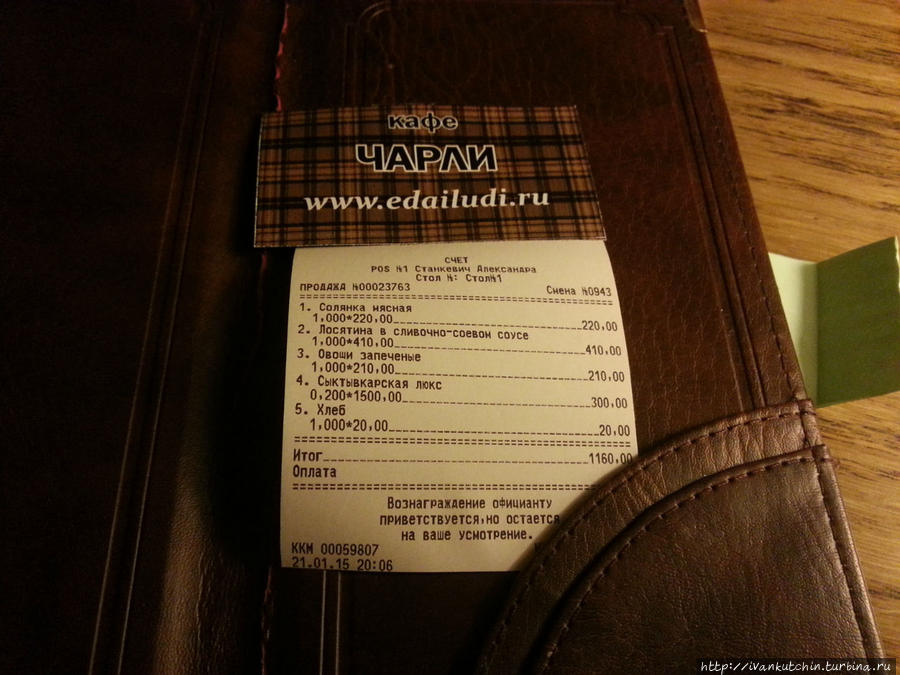 кафе
ЧАРЛИ
www.edailudi.ru
СЧЕТ
POS №1 Станкевич Александра
Стол №: Стол№1
ПРОДАЖА №00023763 Смена №0943
1. Солянка мясная
1,000*220,00 220,00
2. Лосятина в сливочно-соевом соусе
1,000*410,00 410,00
3. Овощи запеченые
1,000*210,00 210,00
4. Сыктывкарская люкс
0,200*1500,00 300,00
5. Хлеб
1,000*20,00 20,00
Итог 1160,00
Оплата
Вознаграждение официанту
приветствуется,но остается
на ваше усмотрение.
ККМ 00059807
21.01.15 20:06
http://ivankutchin.turbina.ru